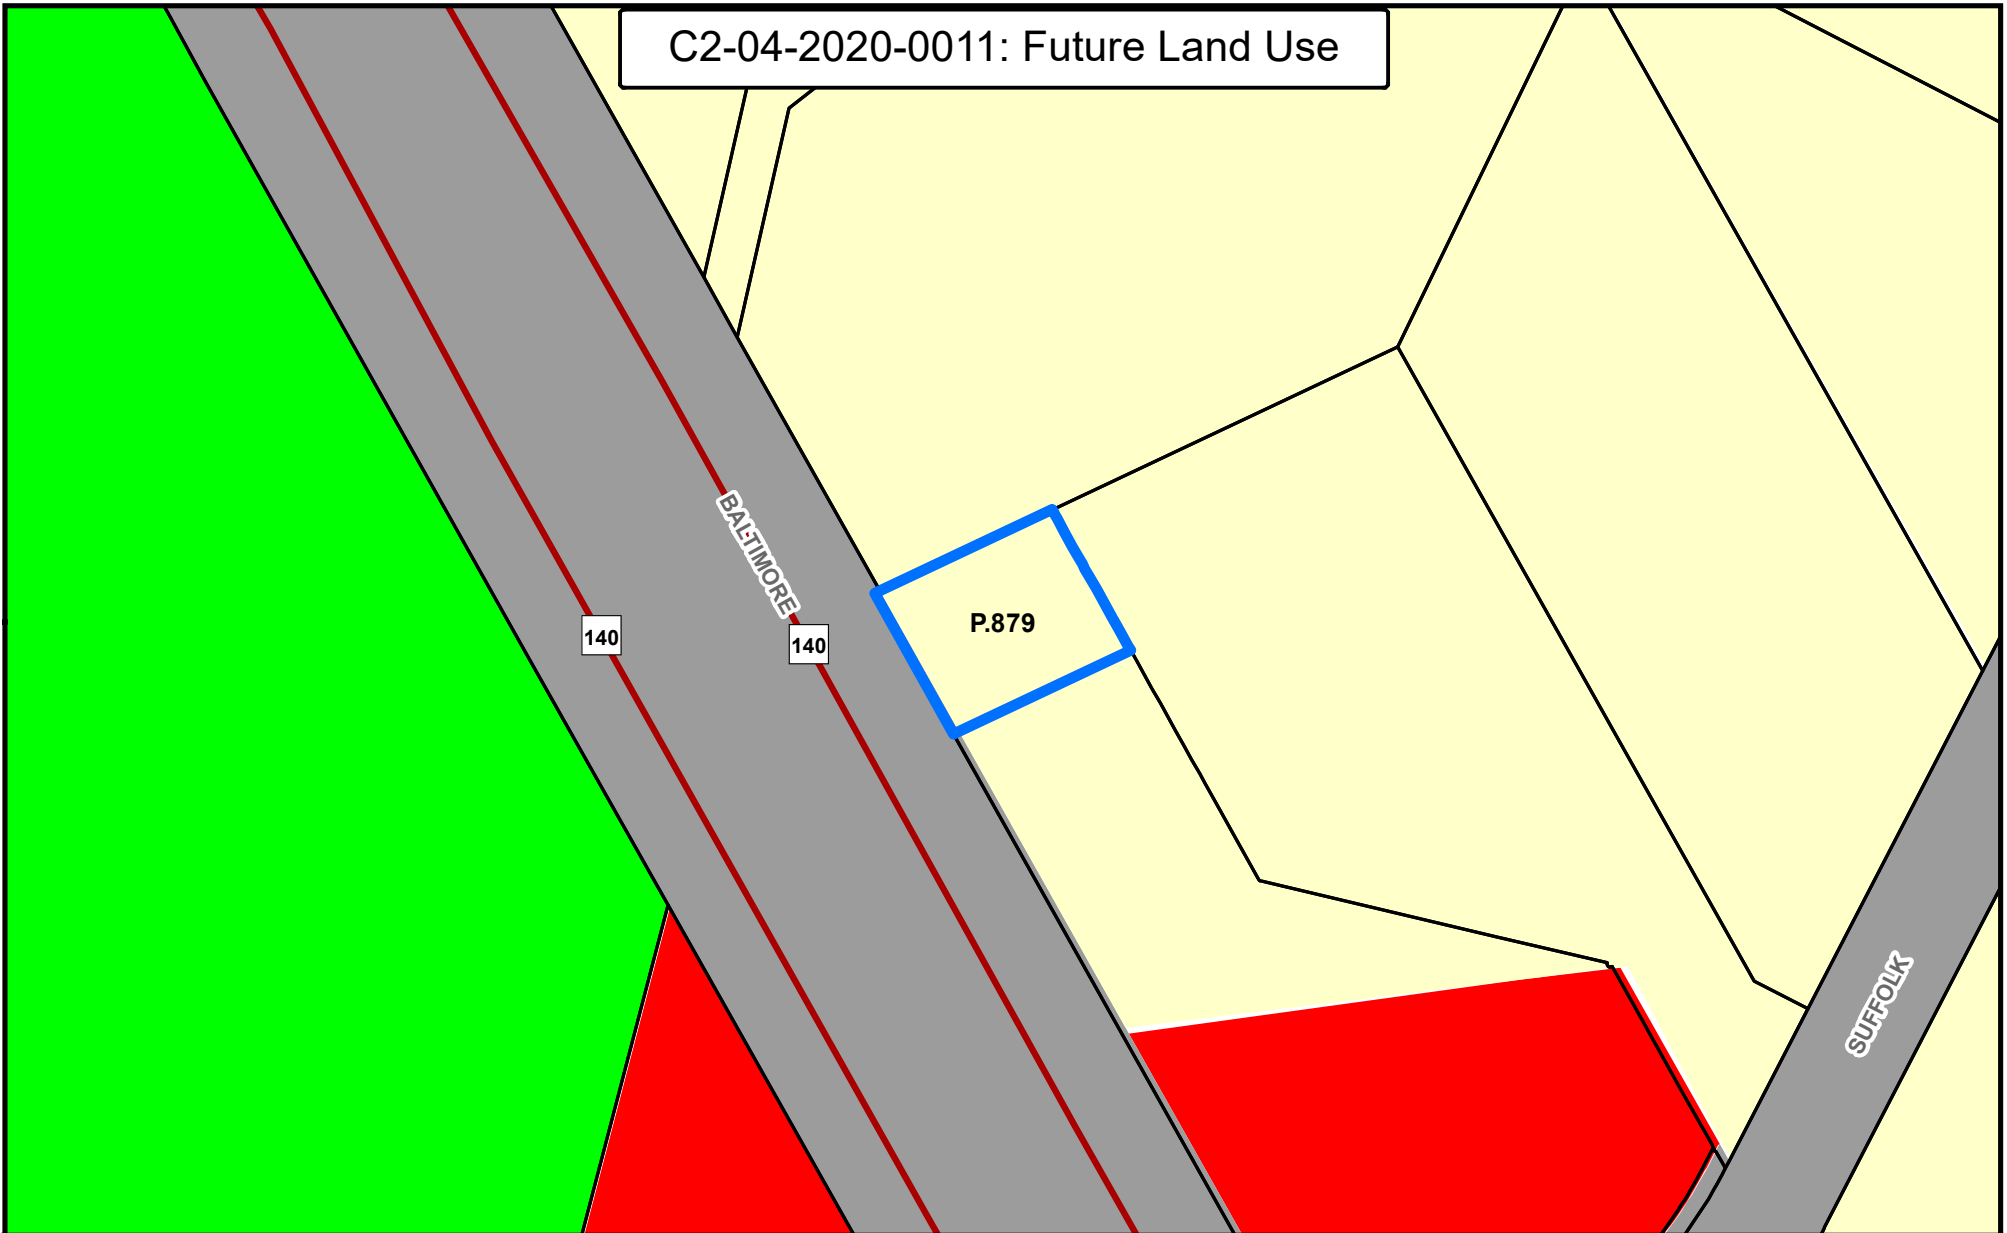 C2-04-2020-0011: Future Land Use
BALTIMORE
P.879
140
140
SUFFOLK